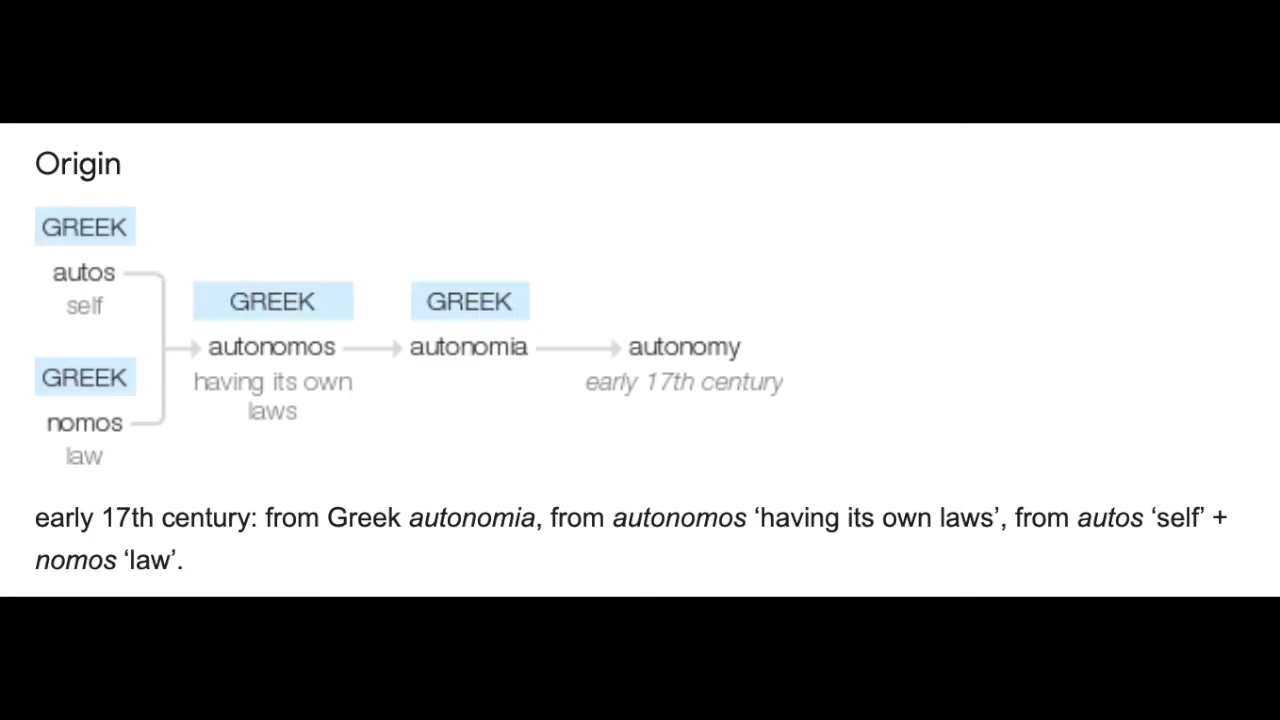 Origin
GREEK
autos
self
GREEK
nomos
law
GREEK
autonomos
having its own
laws
GREEK
autonomia
autonomy
early 17th century
early 17th century: from Greek autonomia, from autonomos ‘having its own laws’, from autos ‘self’ +
nomos ‘law’.